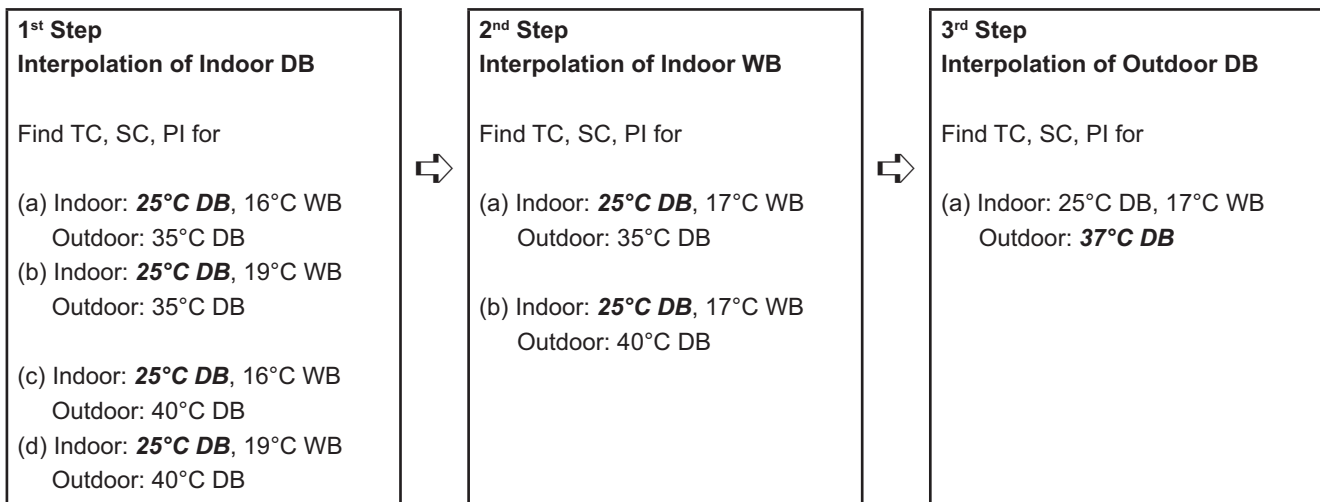 1st Step
Interpolation of Indoor DB
Find TC, SC, PI for
(a) Indoor: 25°C DB, 16°C WB
Outdoor: 35°C DB
(b) Indoor: 25°C DB, 19°C WB
Outdoor: 35°C DB
(c) Indoor: 25°C DB, 16°C WB
Outdoor: 40°C DB
(d) Indoor: 25°C DB, 19°C WB
Outdoor: 40°C DB
2nd Step
Interpolation of Indoor WB
Find TC, SC, PI for
(a) Indoor: 25°C DB, 17°C WB
Outdoor: 35°C DB
(b) Indoor: 25°C DB, 17°C WB
Outdoor: 40°C DB
3rd Step
Interpolation of Outdoor DB
Find TC, SC, PI for
(a) Indoor: 25°C DB, 17°C WB
Outdoor: 37°C DB